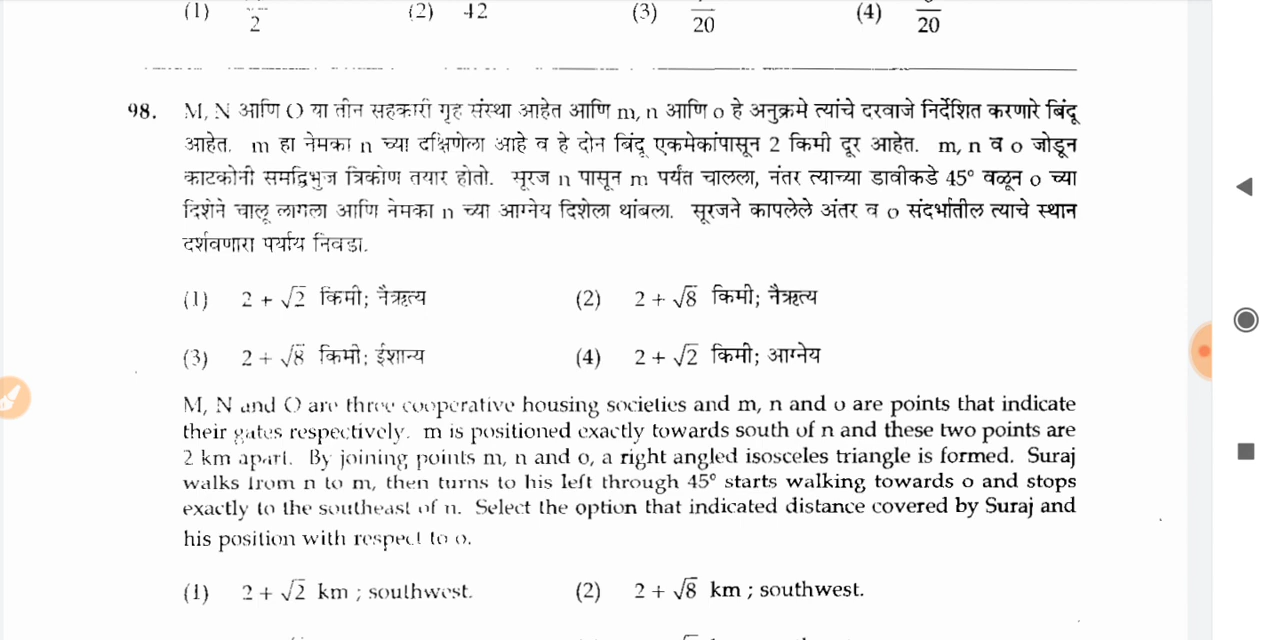 (1) 2 (2) 42 (3) 20 (4) 20
98. M, N आणि O या तीन सहकारी गृह संस्था आहेत आणि m, n आणि o हे अनुक्रमे त्यांचे दरवाजे निर्देशित करणारे बिंदू
आहेत. m हा नेमका n च्या दक्षिणेला आहे व हे दोन बिंदू एकमेकांपासून 2 किमी दूर आहेत. m, n व o जोडून
काटकोनी समद्विभुज त्रिकोण तयार होतो. सूरज n पासून m पर्यंत चालला, नंतर त्याच्या डावीकडे 45° वळून o च्या
दिशेने चालू लागला आणि नेमका n च्या आग्नेय दिशेला थांबला. सूरजने कापलेले अंतर व o संदर्भातील त्याचे स्थान
दर्शवणारा पर्याय निवडा.
(1) 2 + √2 किमी; नैऋत्य (2) 2 + √8 किमी; नैऋत्य
(3) 2 + √8 किमी; ईशान्य (4) 2 + √2 किमी; आग्नेय
M, N and O are three cooperative housing societies and m, n and o are points that indicate
their gates respectively. m is positioned exactly towards south of n and these two points are
2 km apart. By joining points m, n and o, a right angled isosceles triangle is formed. Suraj
walks from n to m, then turns to his left through 45° starts walking towards o and stops
exactly to the southeast of n. Select the option that indicated distance covered by Suraj and
his position with respect to o.
(1) 2 + √2 km ; southwest. (2) 2 + √8 km ; southwest.